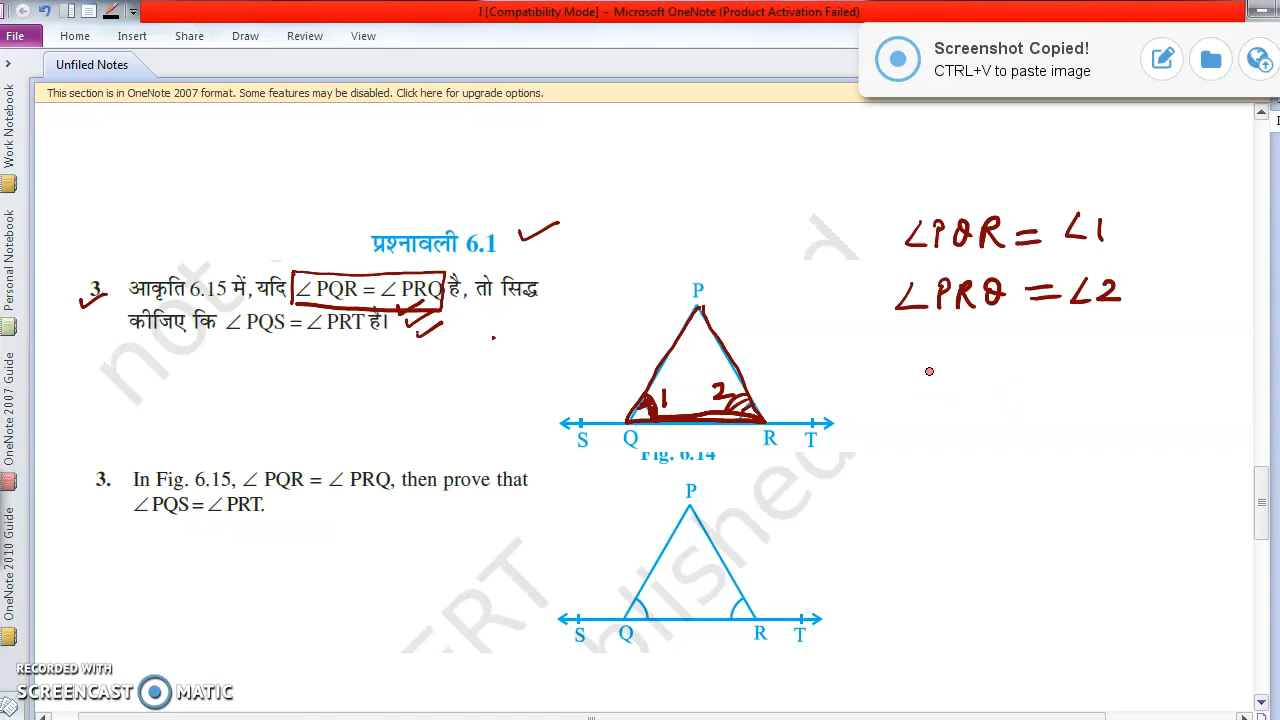 I [Compatibility Mode] - Microsoft OneNote (Product Activation Failed)
File Home Insert Share Draw Review View
Screenshot Copied!
CTRL+V to paste image
Unfiled Notes
This section is in OneNote 2007 format. Some features may be disabled. Click here for upgrade options.
Work Notebook
Personal Notebook
OneNote 2007 Guide
OneNote 2010 Guide
प्रश्नावली 6.1
3. आकृति 6.15 में, यदि ∠ PQR = ∠ PRQ है, तो सिद्ध
कीजिए कि ∠ PQS = ∠ PRT है।
P
1 2
S Q R T
Fig. 6.14
∠PQR = ∠1
∠PRQ = ∠2
3. In Fig. 6.15, ∠ PQR = ∠ PRQ, then prove that
∠ PQS = ∠ PRT.
P
S Q R T
not
ed
blished
ERT
RECORDED WITH
SCREENCAST MATIC